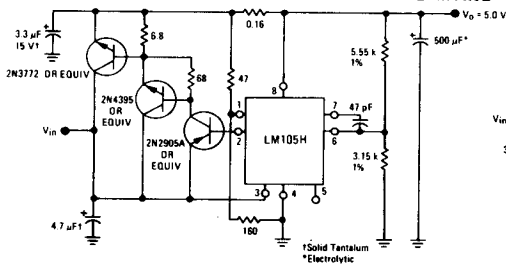 3.3 µF
15 V†
2N3772 OR EQUIV
6.8
0.16
V₀ = 5.0 V
500 µF*
5.55 k
1%
68
47
2N4395
OR
EQUIV
2N2905A
OR
EQUIV
1
2
8
7
6
47 pF
LM105H
3
4
5
3.15 k
1%
Vin
Vin
3
4.7 µF†
160
†Solid Tantalum
*Electrolytic